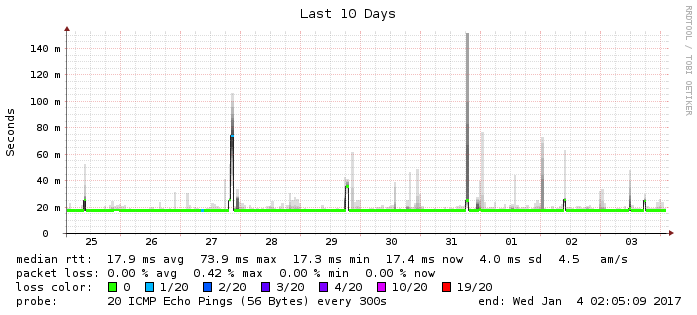 Last 10 Days
RRDTOOL / TOBI OETIKER
Seconds
140 m
120 m
100 m
80 m
60 m
40 m
20 m
0
25 26 27 28 29 30 31 01 02 03
median rtt: 17.9 ms avg 73.9 ms max 17.3 ms min 17.4 ms now 4.0 ms sd 4.5 am/s
packet loss: 0.00 % avg 0.42 % max 0.00 % min 0.00 % now
loss color: 0 1/20 2/20 3/20 4/20 10/20 19/20
probe: 20 ICMP Echo Pings (56 Bytes) every 300s end: Wed Jan 4 02:05:09 2017